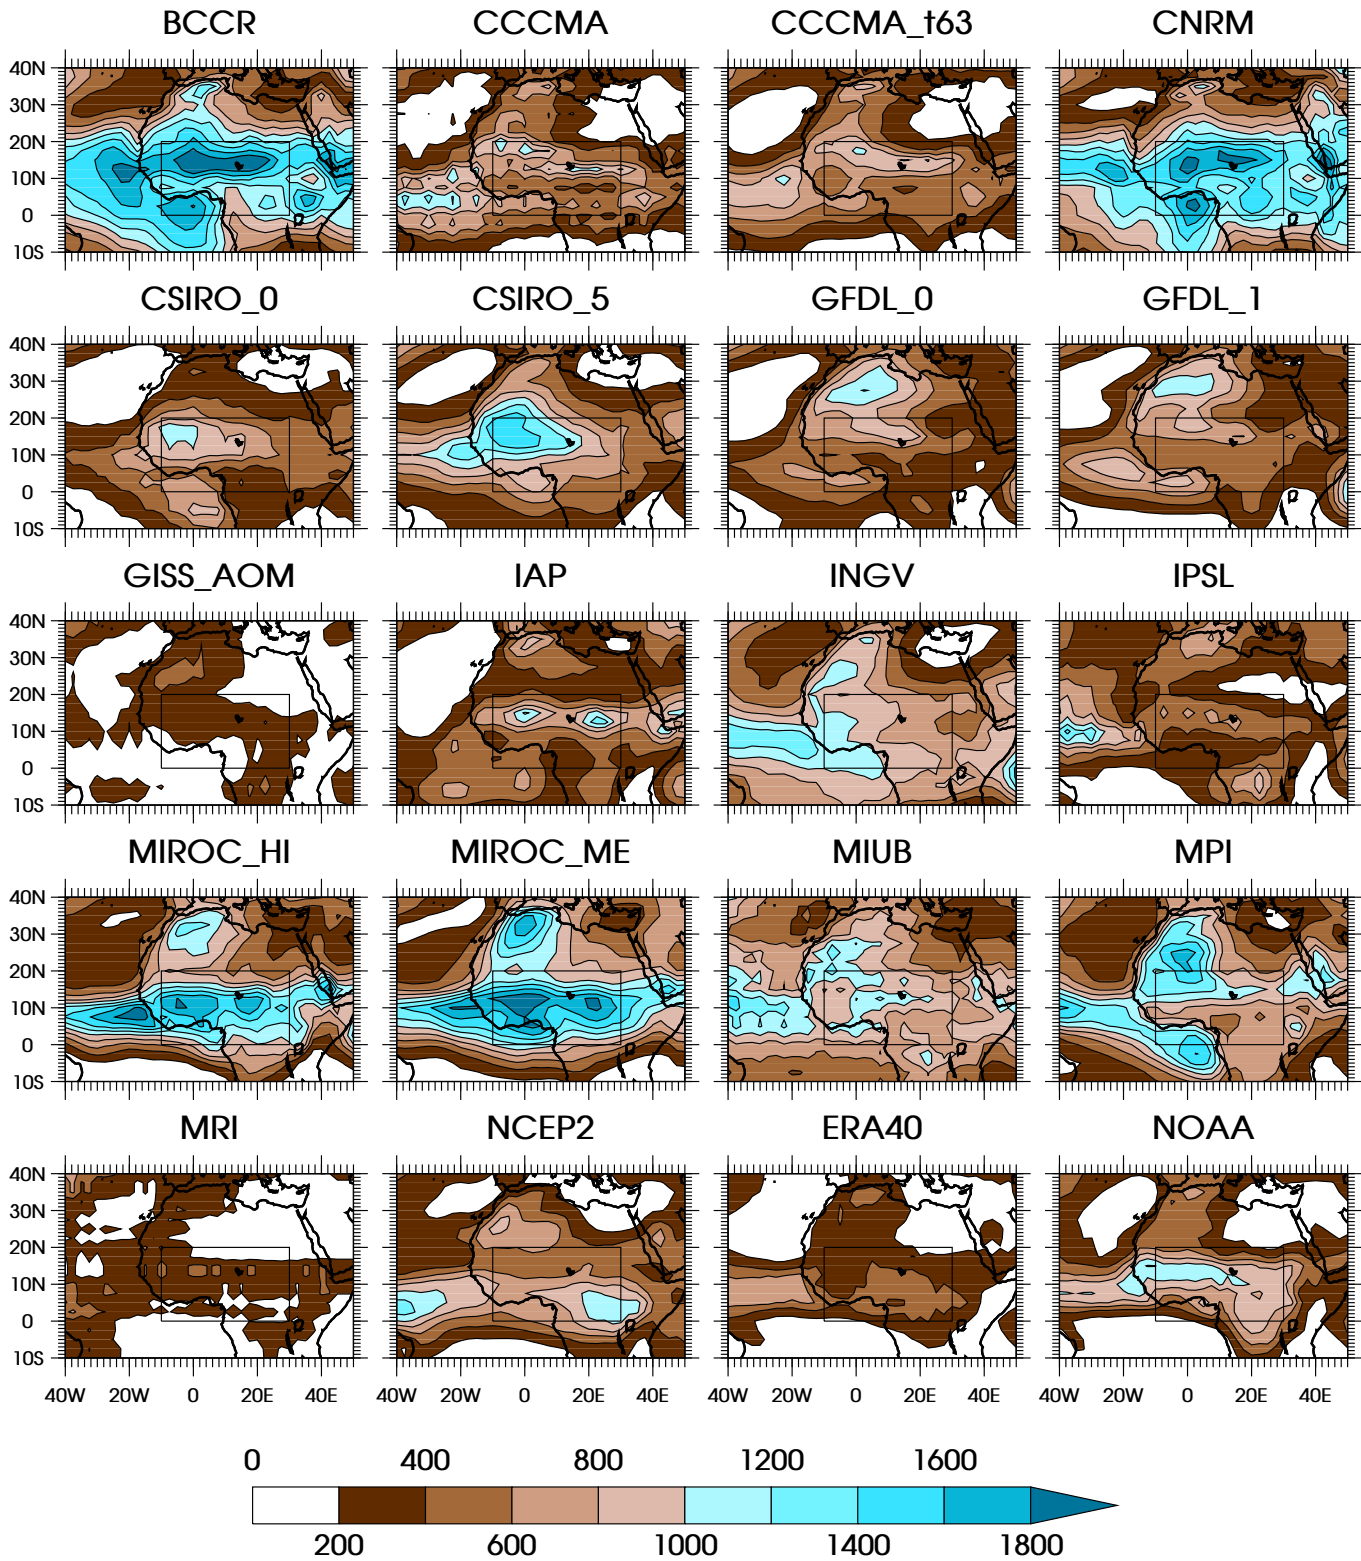 BCCR CCCMA CCCMA_t63 CNRM
40N
30N
20N
10N
0
10S
CSIRO_0 CSIRO_5 GFDL_0 GFDL_1
40N
30N
20N
10N
0
10S
GISS_AOM IAP INGV IPSL
40N
30N
20N
10N
0
10S
MIROC_HI MIROC_ME MIUB MPI
40N
30N
20N
10N
0
10S
MRI NCEP2 ERA40 NOAA
40N
30N
20N
10N
0
10S
40W 20W 0 20E 40E 40W 20W 0 20E 40E 40W 20W 0 20E 40E 40W 20W 0 20E 40E
0 400 800 1200 1600
200 600 1000 1400 1800